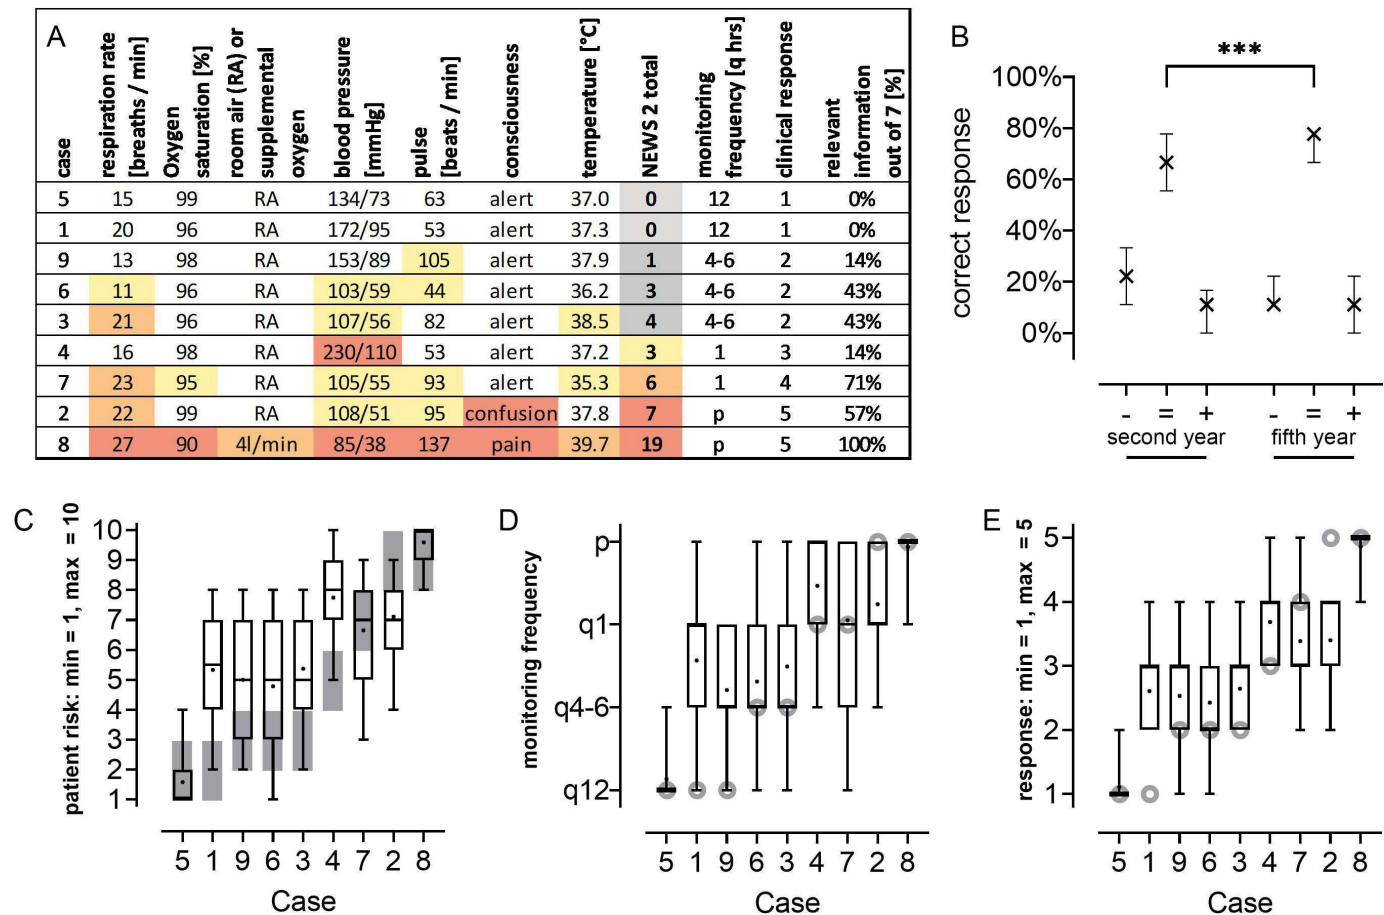 A
case
respiration rate
[breaths / min]
Oxygen
saturation [%]
room air (RA) or
supplemental
oxygen
blood pressure
[mmHg]
pulse
[beats / min]
consciousness
temperature [°C]
NEWS 2 total
monitoring
frequency [q hrs]
clinical response
relevant
information
out of 7 [%]
5 15 99 RA 134/73 63 alert 37.0 0 12 1 0%
1 20 96 RA 172/95 53 alert 37.3 0 12 1 0%
9 13 98 RA 153/89 105 alert 37.9 1 4-6 2 14%
6 11 96 RA 103/59 44 alert 36.2 3 4-6 2 43%
3 21 96 RA 107/56 82 alert 38.5 4 4-6 2 43%
4 16 98 RA 230/110 53 alert 37.2 3 1 3 14%
7 23 95 RA 105/55 93 alert 35.3 6 1 4 71%
2 22 99 RA 108/51 95 confusion 37.8 7 p 5 57%
8 27 90 4l/min 85/38 137 pain 39.7 19 p 5 100%
B
***
correct response
100%
80%
60%
40%
20%
0%
- = + - = +
second year fifth year
C
patient risk: min = 1, max = 10
10
9
8
7
6
5
4
3
2
1
5 1 9 6 3 4 7 2 8
Case
D
monitoring frequency
p
q1
q4-6
q12
5 1 9 6 3 4 7 2 8
Case
E
response: min = 1, max = 5
5
4
3
2
1
5 1 9 6 3 4 7 2 8
Case